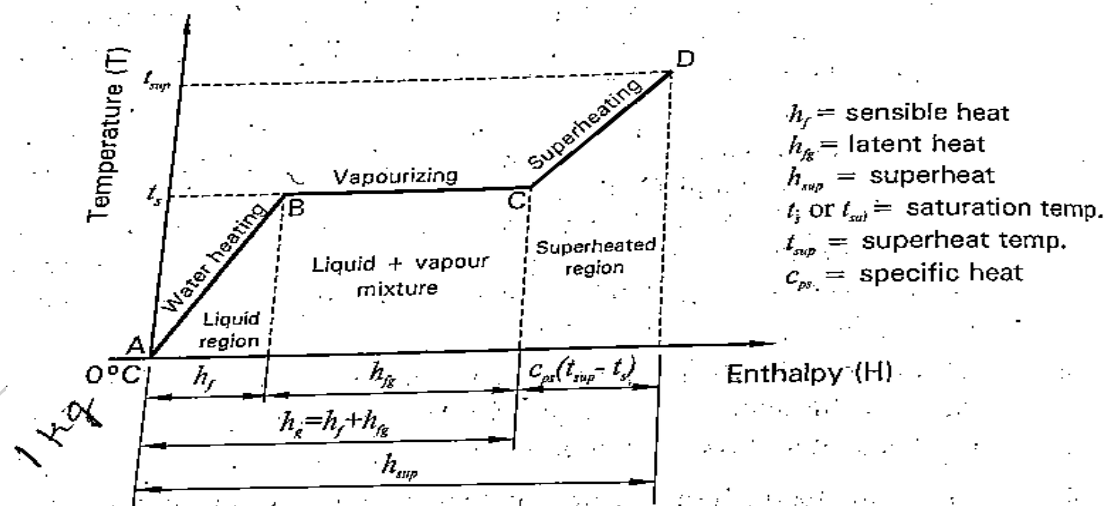 Temperature (T)
t_sup
t_s
A
B
C
D
Water heating
Vapourizing
Superheating
Liquid
region
Liquid + vapour
mixture
Superheated
region
0°C
h_f
h_fg
c_ps(t_sup - t_s)
Enthalpy (H)
h_g=h_f+h_fg
h_sup
1 kg
h_f = sensible heat
h_fg = latent heat
h_sup = superheat
t_s or t_sat = saturation temp.
t_sup = superheat temp.
c_ps = specific heat